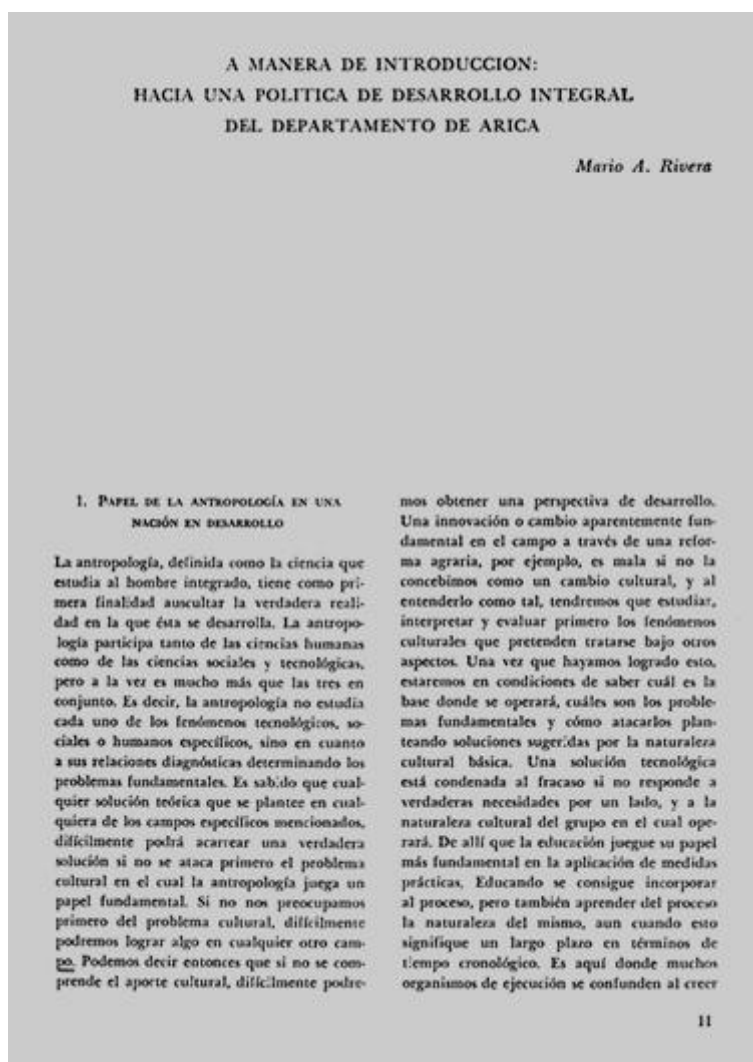 A MANERA DE INTRODUCCION:
HACIA UNA POLITICA DE DESARROLLO INTEGRAL
DEL DEPARTAMENTO DE ARICA
Mario A. Rivera
1. PAPEL DE LA ANTROPOLOGÍA EN UNA
NACIÓN EN DESARROLLO
La antropología, definida como la ciencia que
estudia al hombre integrado, tiene como pri-
mera finalidad auscultar la verdadera reali-
dad en la que ésta se desarrolla. La antropo-
logía participa tanto de las ciencias humanas
como de las ciencias sociales y tecnológicas,
pero a la vez es mucho más que las tres en
conjunto. Es decir, la antropología no estudia
cada uno de los fenómenos tecnológicos, so-
ciales o humanos específicos, sino en cuanto
a sus relaciones diagnósticas determinando los
problemas fundamentales. Es sabido que cual-
quier solución teórica que se plantee en cual-
quiera de los campos específicos mencionados,
difícilmente podrá acarrear una verdadera
solución si no se ataca primero el problema
cultural en el cual la antropología juega un
papel fundamental. Si no nos preocupamos
primero del problema cultural, difícilmente
podremos lograr algo en cualquier otro cam-
po. Podemos decir entonces que si no se com-
prende el aporte cultural, difícilmente podre-
mos obtener una perspectiva de desarrollo.
Una innovación o cambio aparentemente fun-
damental en el campo a través de una refor-
ma agraria, por ejemplo, es mala si no la
concebimos como un cambio cultural, y al
entenderlo como tal, tendremos que estudiar,
interpretar y evaluar primero los fenómenos
culturales que pretenden tratarse bajo otros
aspectos. Una vez que hayamos logrado esto,
estaremos en condiciones de saber cuál es la
base donde se operará, cuáles son los proble-
mas fundamentales y cómo atacarlos plan-
teando soluciones sugeridas por la naturaleza
cultural básica. Una solución tecnológica
está condenada al fracaso si no responde a
verdaderas necesidades por un lado, y a la
naturaleza cultural del grupo en el cual ope-
rará. De allí que la educación juegue su papel
más fundamental en la aplicación de medidas
prácticas. Educando se consigue incorporar
al proceso, pero también aprender del proceso
la naturaleza del mismo, aun cuando esto
signifique un largo plazo en términos de
tiempo cronológico. Es aquí donde muchos
organismos de ejecución se confunden al creer
11